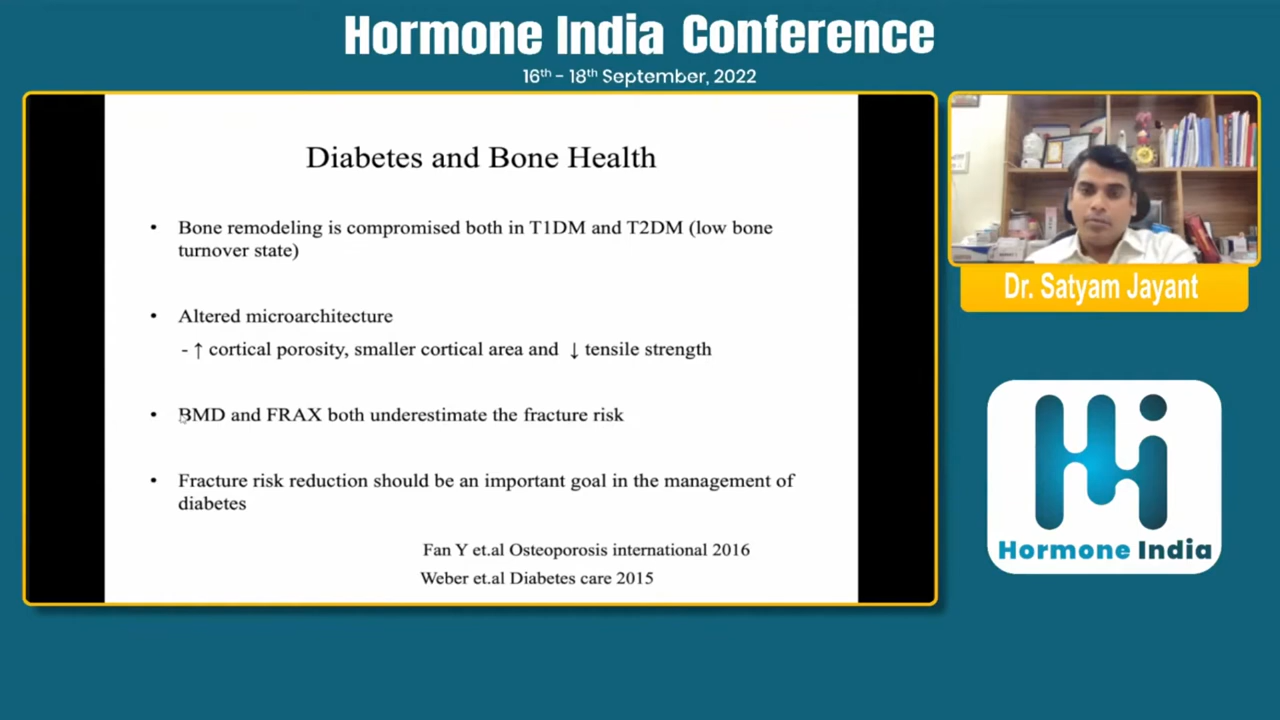 Hormone India Conference
16th - 18th September, 2022
Diabetes and Bone Health
• Bone remodeling is compromised both in T1DM and T2DM (low bone
turnover state)
• Altered microarchitecture
- ↑ cortical porosity, smaller cortical area and ↓ tensile strength
• BMD and FRAX both underestimate the fracture risk
• Fracture risk reduction should be an important goal in the management of
diabetes
Fan Y et.al Osteoporosis international 2016
Weber et.al Diabetes care 2015
Dr. Satyam Jayant
Hormone India